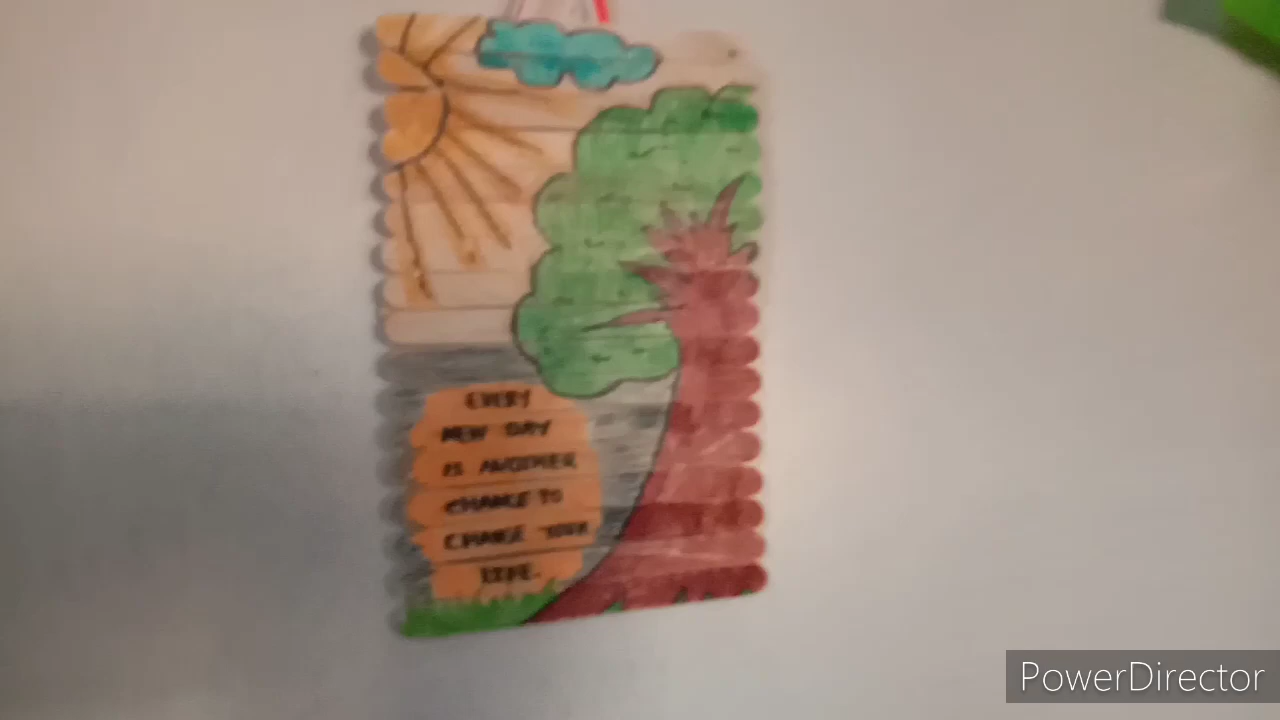 EVERY
NEW DAY
IS ANOTHER
CHANCE TO
CHANGE YOUR
LIFE.
PowerDirector